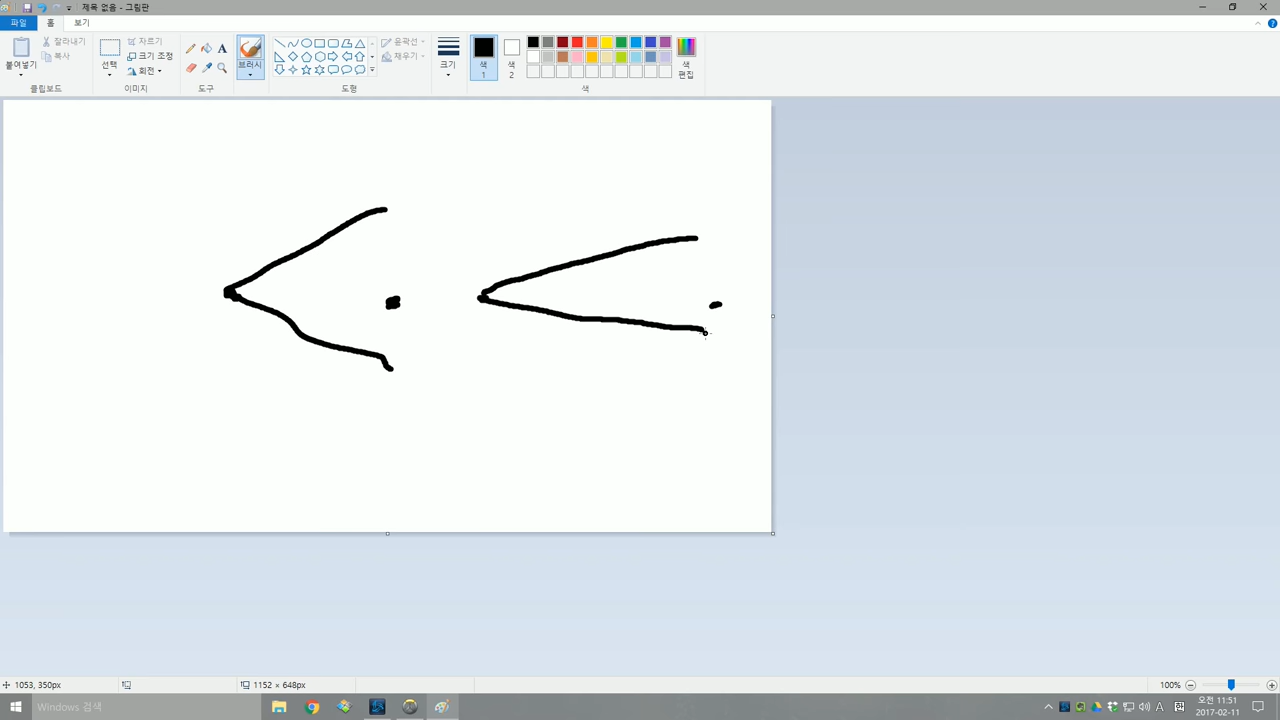 제목 없음 - 그림판
파일 홈 보기
붙여넣기 잘라내기 복사 클립보드
선택 자르기 크기 조정 회전 이미지
A 도구
브러시
윤곽선 채우기 도형
크기
색 1 색 2 색 편집 색
1053, 350px 1152 × 648px 100%
Windows 검색 A 오전 11:51
2017-02-11